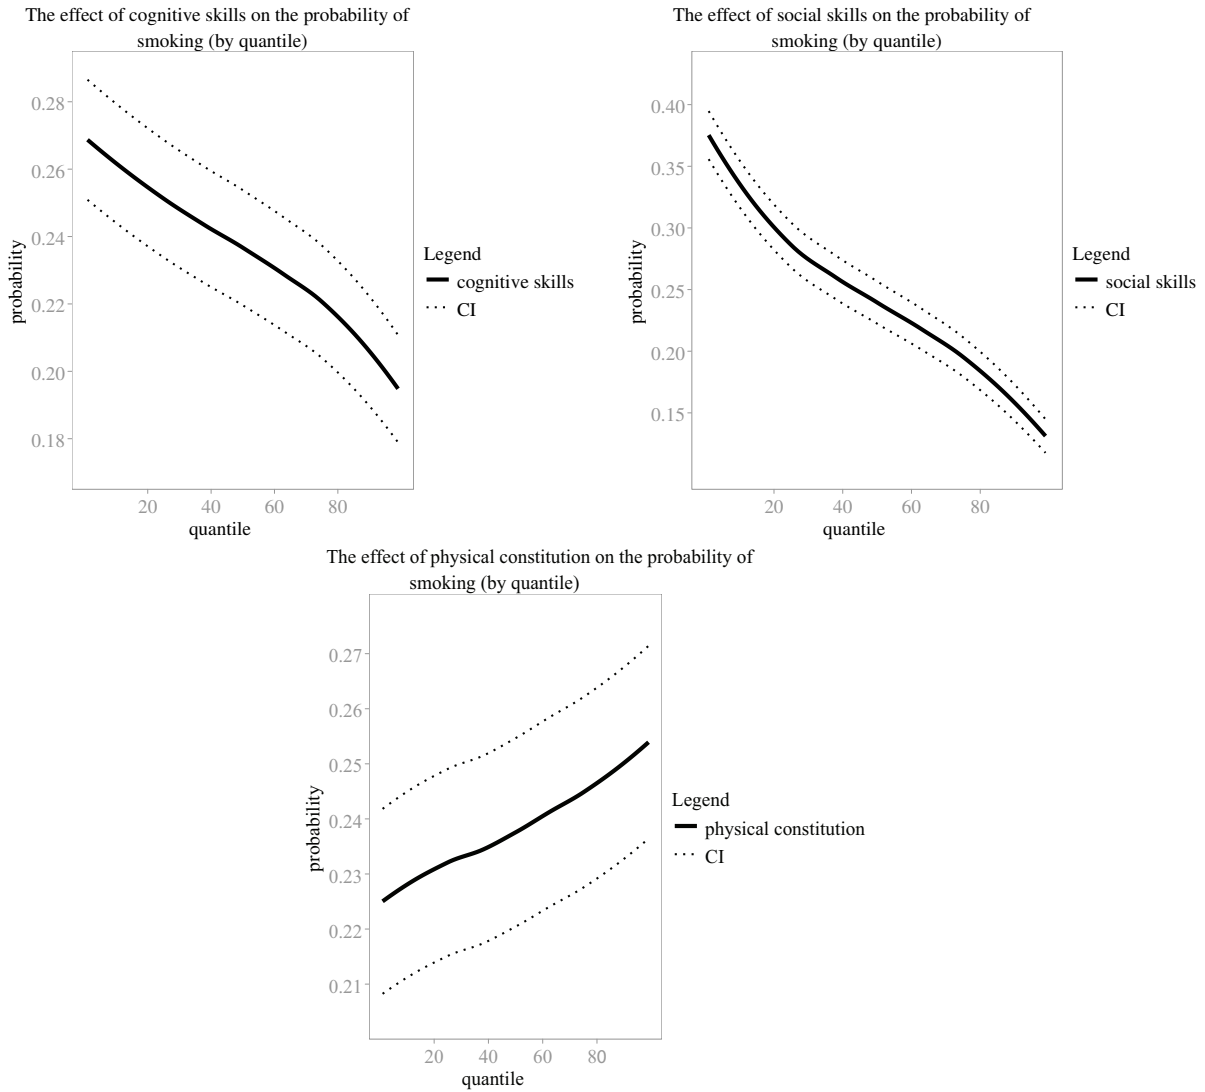 The effect of cognitive skills on the probability of
smoking (by quantile)
0.28
0.26
0.24
0.22
0.20
0.18
probability
20 40 60 80
quantile
Legend
cognitive skills
CI
The effect of social skills on the probability of
smoking (by quantile)
0.40
0.35
0.30
0.25
0.20
0.15
probability
20 40 60 80
quantile
Legend
social skills
CI
The effect of physical constitution on the probability of
smoking (by quantile)
0.27
0.26
0.25
0.24
0.23
0.22
0.21
probability
20 40 60 80
quantile
Legend
physical constitution
CI